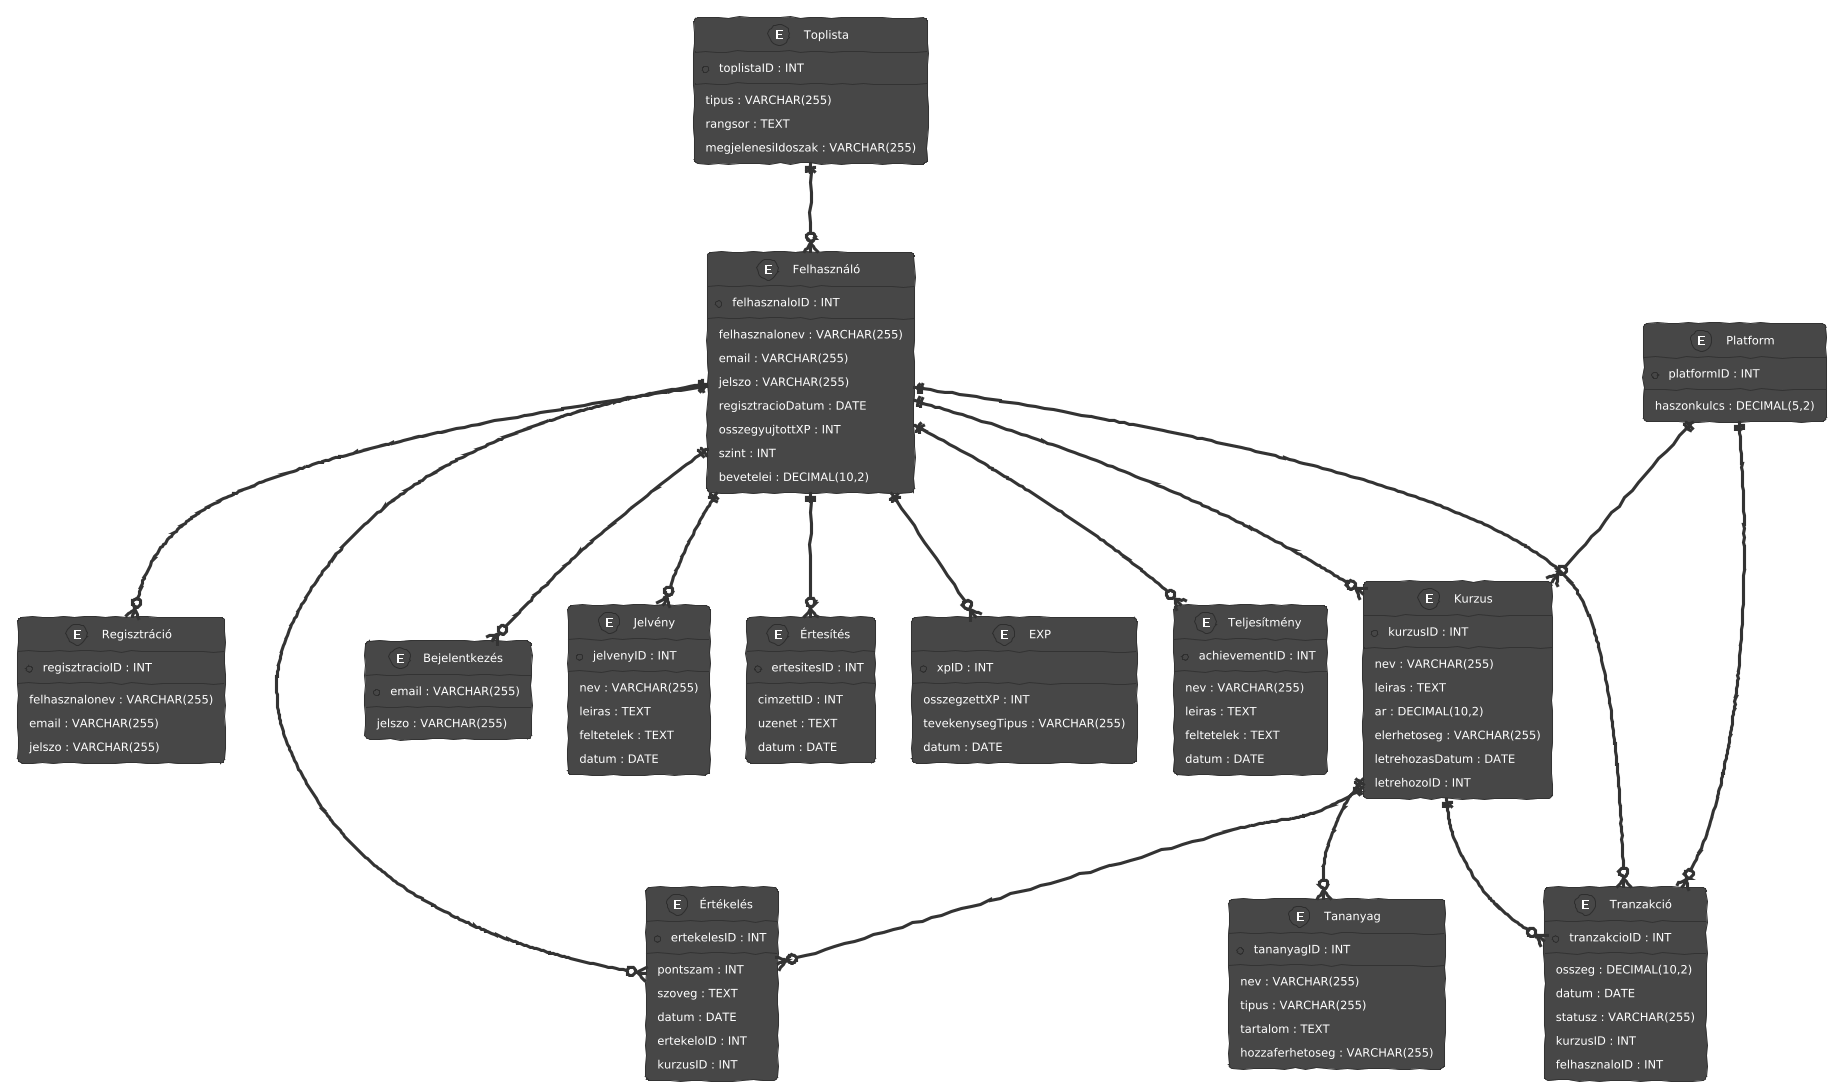 E Toplista
toplistaID : INT
tipus : VARCHAR(255)
rangsor : TEXT
megjelenesiIdoszak : VARCHAR(255)
E Felhasználó
felhasznaloID : INT
felhasznalonev : VARCHAR(255)
email : VARCHAR(255)
jelszo : VARCHAR(255)
regisztracioDatum : DATE
osszegyujtottXP : INT
szint : INT
bevetelei : DECIMAL(10,2)
E Platform
platformID : INT
haszonkulcs : DECIMAL(5,2)
E Regisztráció
regisztracioID : INT
felhasznalonev : VARCHAR(255)
email : VARCHAR(255)
jelszo : VARCHAR(255)
E Bejelentkezés
email : VARCHAR(255)
jelszo : VARCHAR(255)
E Jelvény
jelvenyID : INT
nev : VARCHAR(255)
leiras : TEXT
feltetelek : TEXT
datum : DATE
E Értesítés
ertesitesID : INT
cimzettID : INT
uzenet : TEXT
datum : DATE
E EXP
xpID : INT
osszegzettXP : INT
tevekenysegTipus : VARCHAR(255)
datum : DATE
E Teljesítmény
achievementID : INT
nev : VARCHAR(255)
leiras : TEXT
feltetelek : TEXT
datum : DATE
E Kurzus
kurzusID : INT
nev : VARCHAR(255)
leiras : TEXT
ar : DECIMAL(10,2)
elerhetoseg : VARCHAR(255)
letrehozasDatum : DATE
letrehozoID : INT
E Értékelés
ertekelesID : INT
pontszam : INT
szoveg : TEXT
datum : DATE
ertekeloID : INT
kurzusID : INT
E Tananyag
tananyagID : INT
nev : VARCHAR(255)
tipus : VARCHAR(255)
tartalom : TEXT
hozzaferhetoseg : VARCHAR(255)
E Tranzakció
tranzakcioID : INT
osszeg : DECIMAL(10,2)
datum : DATE
statusz : VARCHAR(255)
kurzusID : INT
felhasznaloID : INT